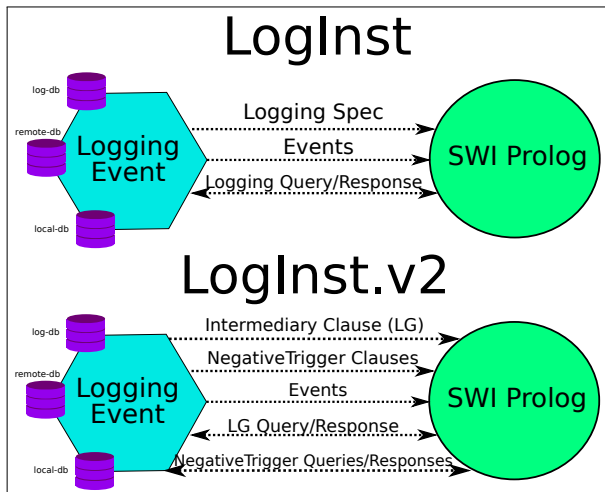 LogInst
log-db
remote-db
local-db
Logging
Event
Logging Spec
Events
Logging Query/Response
SWI Prolog
LogInst.v2
log-db
remote-db
local-db
Logging
Event
Intermediary Clause (LG)
NegativeTrigger Clauses
Events
LG Query/Response
NegativeTrigger Queries/Responses
SWI Prolog